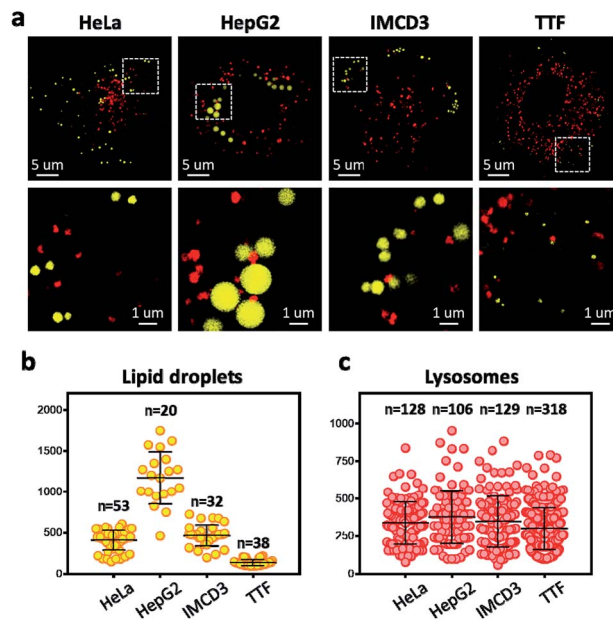 a
HeLa HepG2 IMCD3 TTF
5 um 5 um 5 um 5 um
1 um 1 um 1 um 1 um
b
Lipid droplets
2000
1500
1000
500
0
n=53
n=20
n=32
n=38
HeLa
HepG2
IMCD3
TTF
c
Lysosomes
1000
750
500
250
0
n=128 n=106 n=129 n=318
HeLa
HepG2
IMCD3
TTF